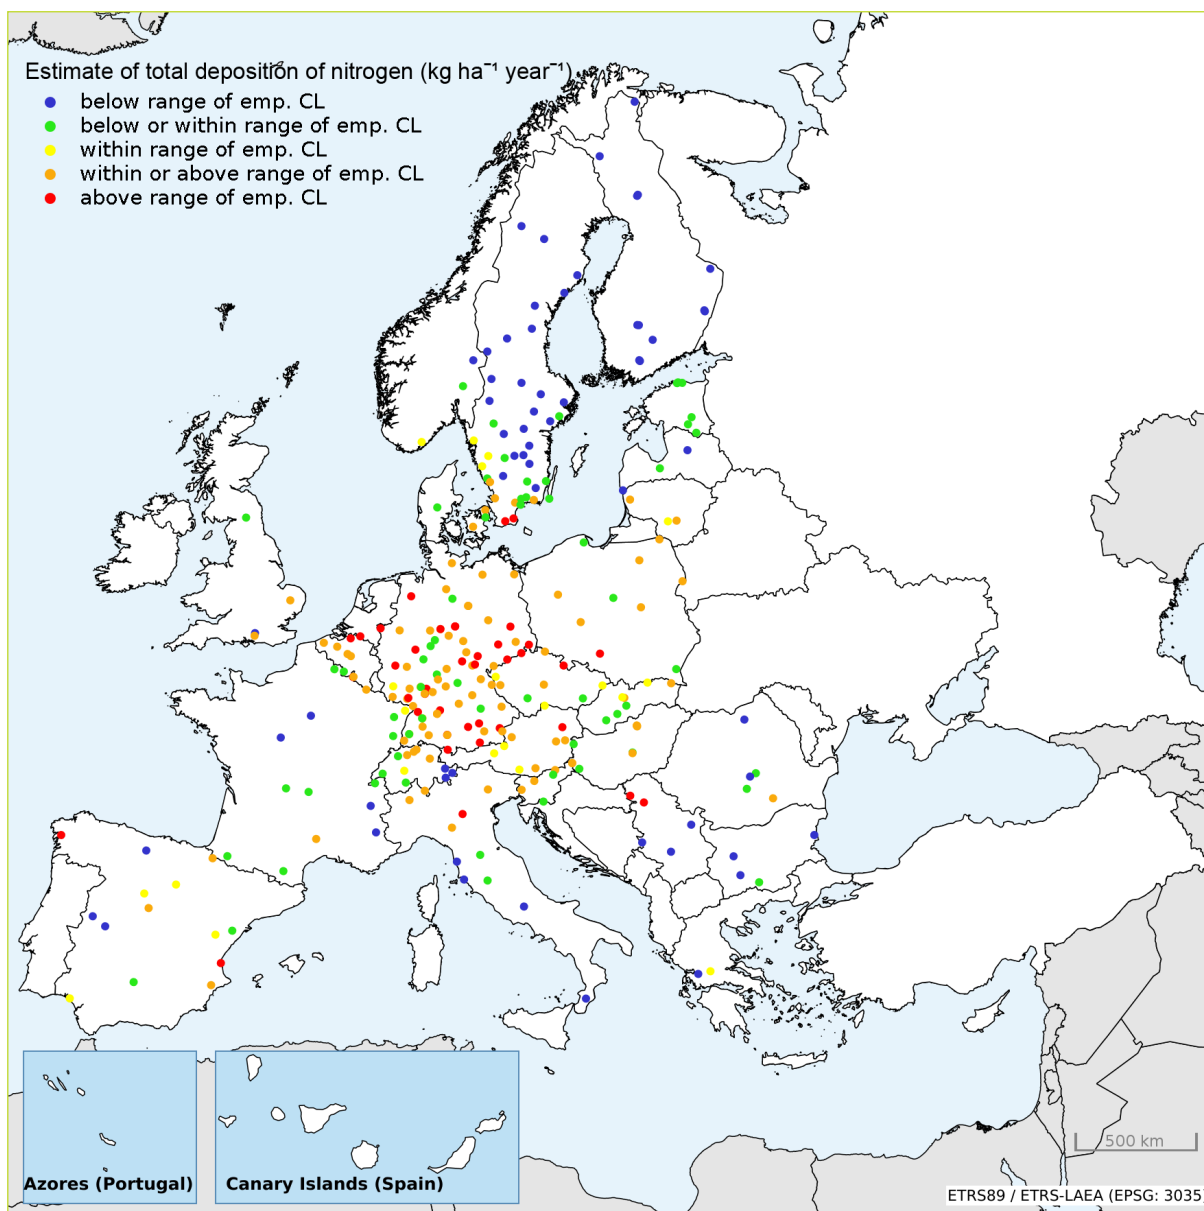 Estimate of total deposition of nitrogen (kg ha⁻¹ year⁻¹)
below range of emp. CL
below or within range of emp. CL
within range of emp. CL
within or above range of emp. CL
above range of emp. CL
500 km
Azores (Portugal)
Canary Islands (Spain)
ETRS89 / ETRS-LAEA (EPSG: 3035